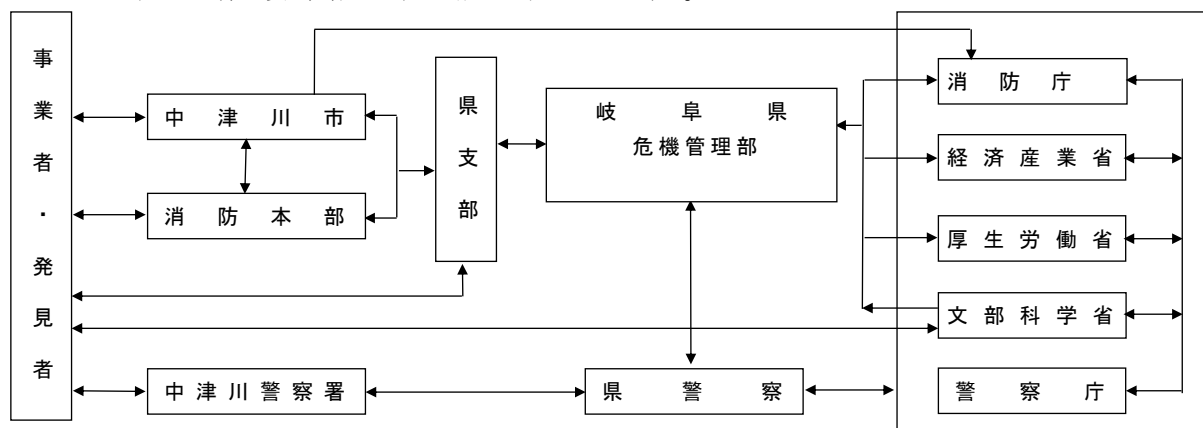 事業者・発見者
中津川市
消防本部
中津川警察署
県支部
岐阜県
危機管理部
県警察
消防庁
経済産業省
厚生労働省
文部科学省
警察庁